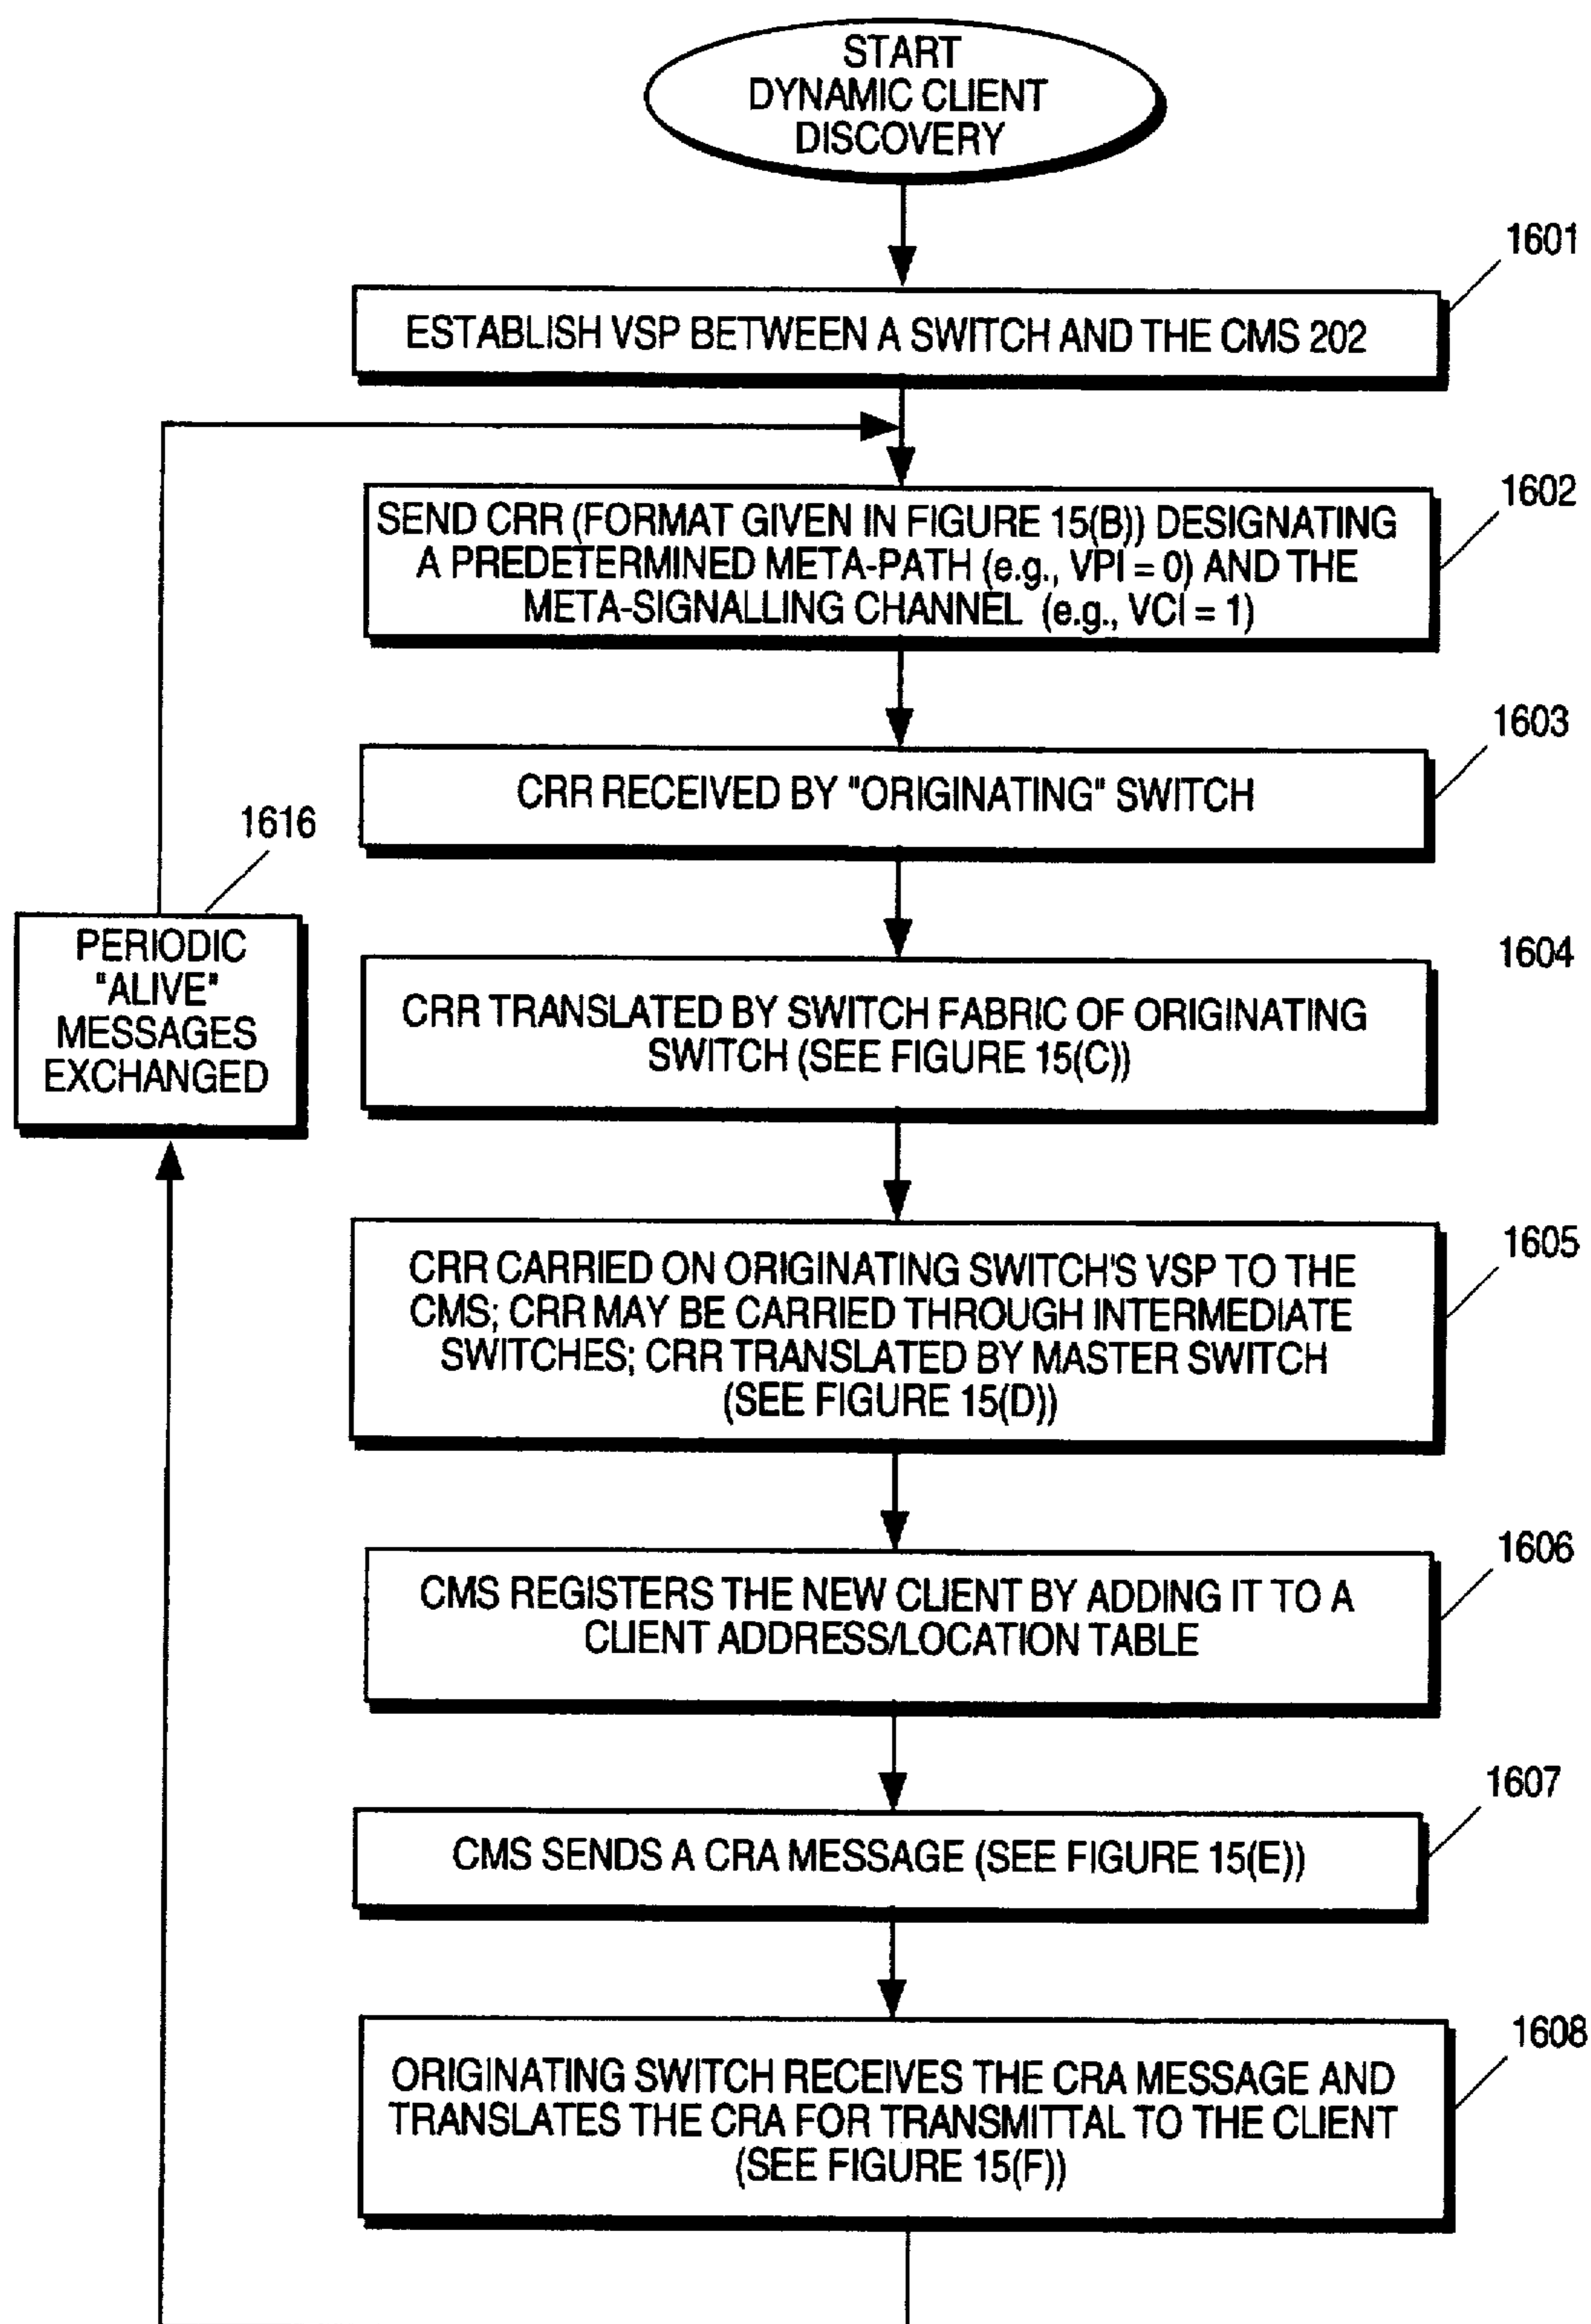 START
DYNAMIC CLIENT
DISCOVERY
1601
ESTABLISH VSP BETWEEN A SWITCH AND THE CMS 202
1602
SEND CRR (FORMAT GIVEN IN FIGURE 15(B)) DESIGNATING
A PREDETERMINED META-PATH (e.g., VPI = 0) AND THE
META-SIGNALLING CHANNEL (e.g., VCI = 1)
1603
CRR RECEIVED BY "ORIGINATING" SWITCH
1616
PERIODIC
"ALIVE"
MESSAGES
EXCHANGED
1604
CRR TRANSLATED BY SWITCH FABRIC OF ORIGINATING
SWITCH (SEE FIGURE 15(C))
1605
CRR CARRIED ON ORIGINATING SWITCH'S VSP TO THE
CMS; CRR MAY BE CARRIED THROUGH INTERMEDIATE
SWITCHES; CRR TRANSLATED BY MASTER SWITCH
(SEE FIGURE 15(D))
1606
CMS REGISTERS THE NEW CLIENT BY ADDING IT TO A
CLIENT ADDRESS/LOCATION TABLE
1607
CMS SENDS A CRA MESSAGE (SEE FIGURE 15(E))
1608
ORIGINATING SWITCH RECEIVES THE CRA MESSAGE AND
TRANSLATES THE CRA FOR TRANSMITTAL TO THE CLIENT
(SEE FIGURE 15(F))